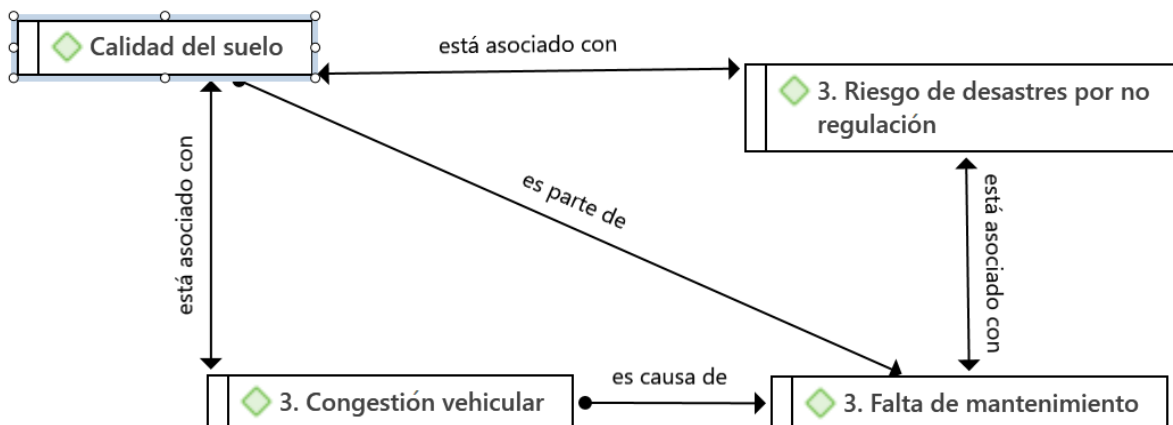 Calidad del suelo
está asociado con
3. Riesgo de desastres por no
regulación
está asociado con
es parte de
está asociado con
3. Congestión vehicular
es causa de
3. Falta de mantenimiento